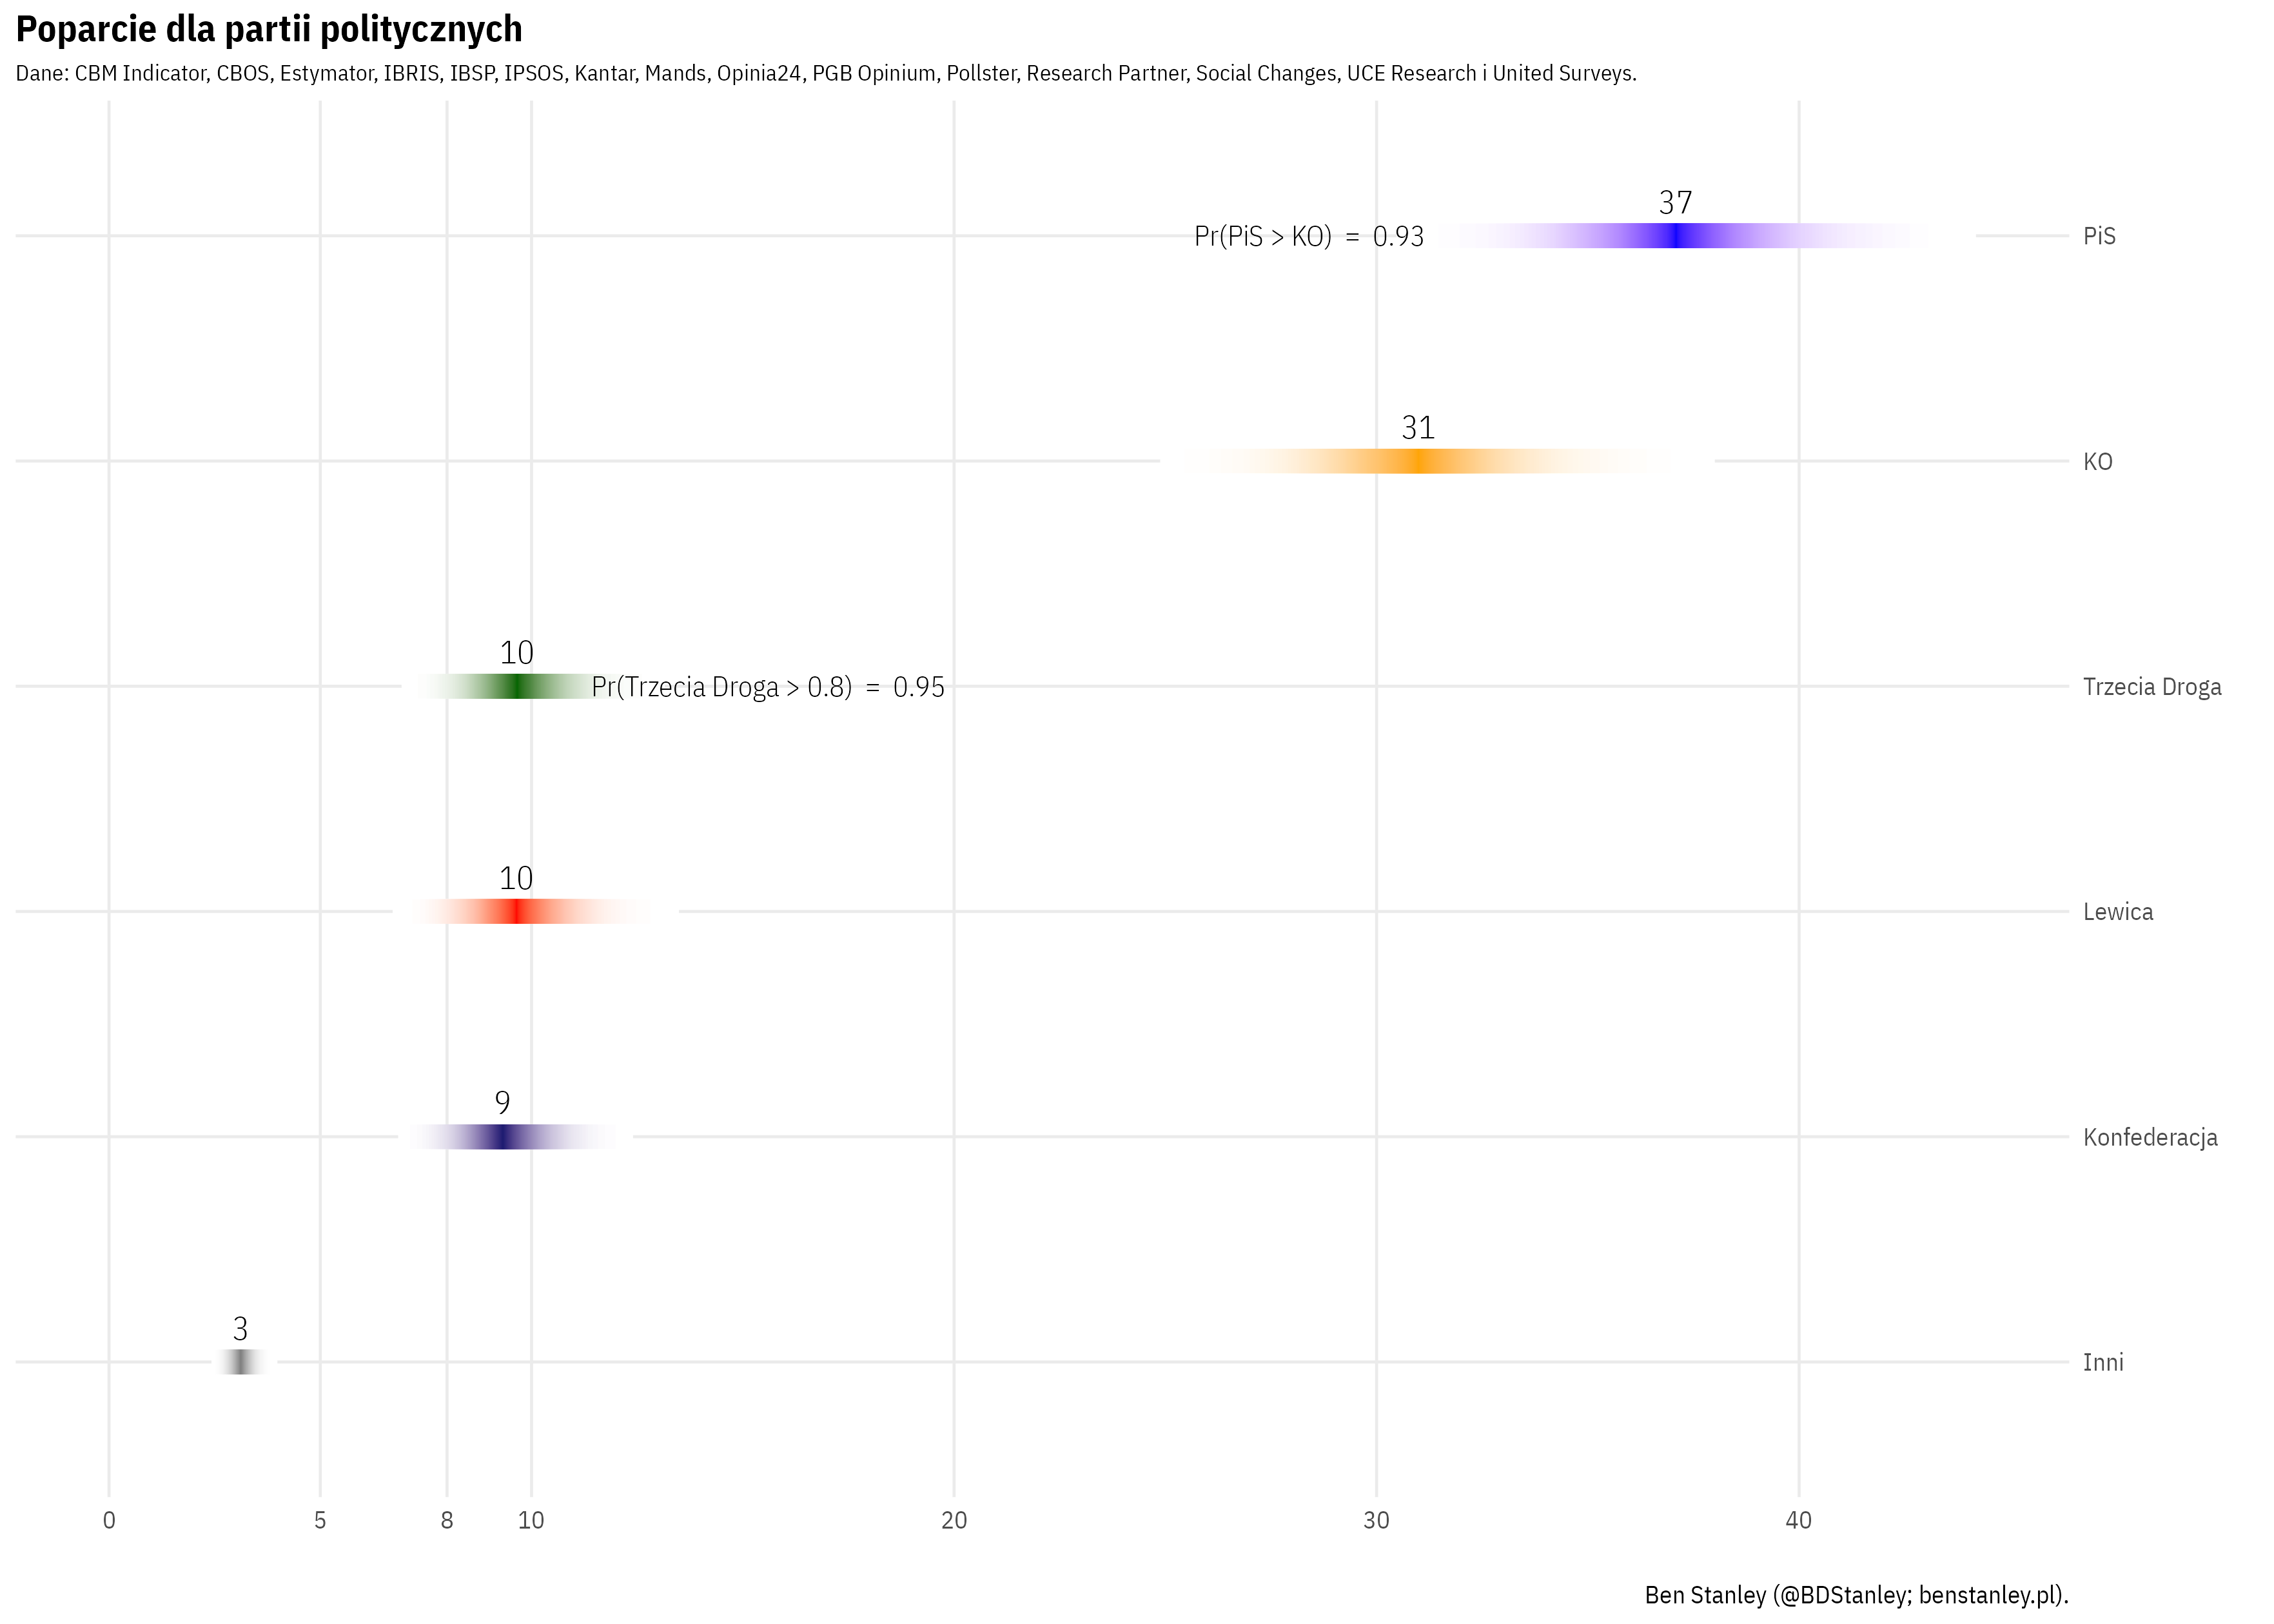 Poparcie dla partii politycznych
Dane: CBM Indicator, CBOS, Estymator, IBRIS, IBSP, IPSOS, Kantar, Mands, Opinia24, PGB Opinium, Pollster, Research Partner, Social Changes, UCE Research i United Surveys.
37
Pr(PiS > KO) = 0.93
PiS
31
KO
10
Pr(Trzecia Droga > 0.8) = 0.95
Trzecia Droga
10
Lewica
9
Konfederacja
3
Inni
0 5 8 10 20 30 40
Ben Stanley (@BDStanley; benstanley.pl).